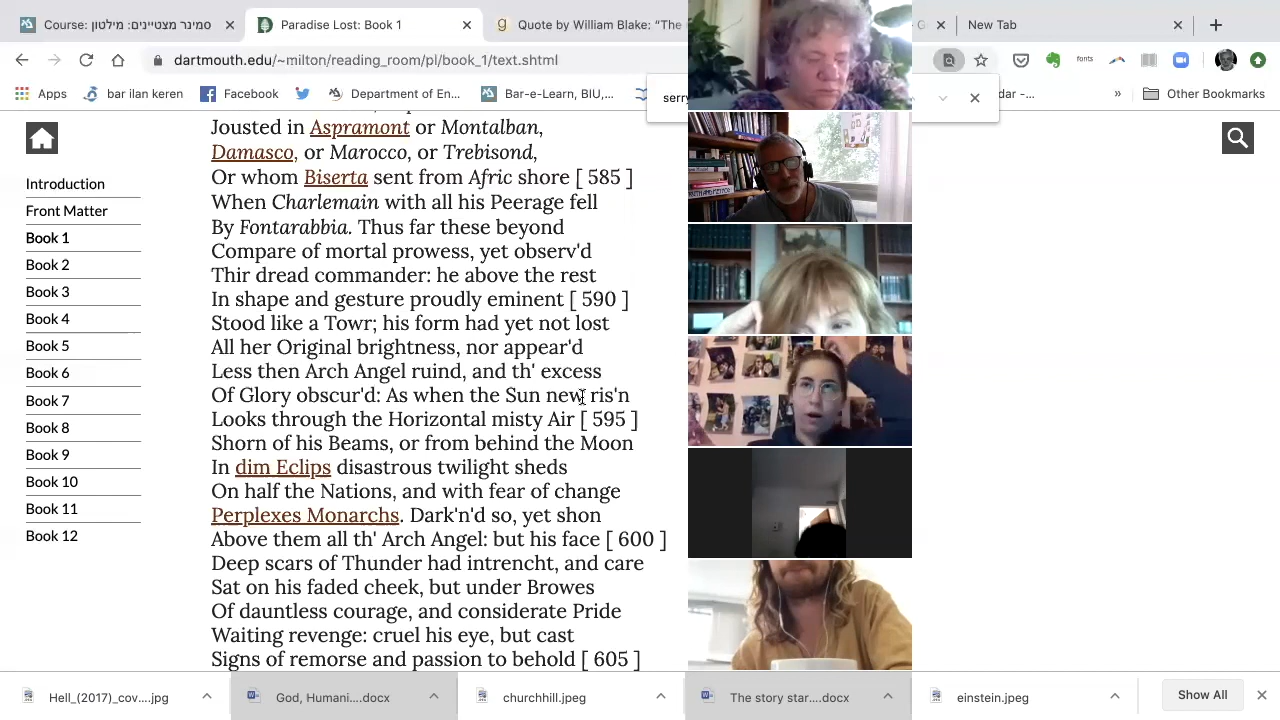 Course: סמינר מצטיינים: מילטון
Paradise Lost: Book 1
Quote by William Blake: “The
New Tab
dartmouth.edu/~milton/reading_room/pl/book_1/text.shtml
fonts
Apps
bar ilan keren
Facebook
Department of En...
Bar-e-Learn, BIU,...
serry
dar -...
»
Other Bookmarks
Introduction
Front Matter
Book 1
Book 2
Book 3
Book 4
Book 5
Book 6
Book 7
Book 8
Book 9
Book 10
Book 11
Book 12
Jousted in Aspramont or Montalban,
Damasco, or Marocco, or Trebisond,
Or whom Biserta sent from Afric shore [ 585 ]
When Charlemain with all his Peerage fell
By Fontarabbia. Thus far these beyond
Compare of mortal prowess, yet observ'd
Thir dread commander: he above the rest
In shape and gesture proudly eminent [ 590 ]
Stood like a Towr; his form had yet not lost
All her Original brightness, nor appear'd
Less then Arch Angel ruind, and th' excess
Of Glory obscur'd: As when the Sun new ris'n
Looks through the Horizontal misty Air [ 595 ]
Shorn of his Beams, or from behind the Moon
In dim Eclips disastrous twilight sheds
On half the Nations, and with fear of change
Perplexes Monarchs. Dark'n'd so, yet shon
Above them all th' Arch Angel: but his face [ 600 ]
Deep scars of Thunder had intrencht, and care
Sat on his faded cheek, but under Browes
Of dauntless courage, and considerate Pride
Waiting revenge: cruel his eye, but cast
Signs of remorse and passion to behold [ 605 ]
Hell_(2017)_cov....jpg
God, Humani....docx
churchhill.jpeg
The story star....docx
einstein.jpeg
Show All